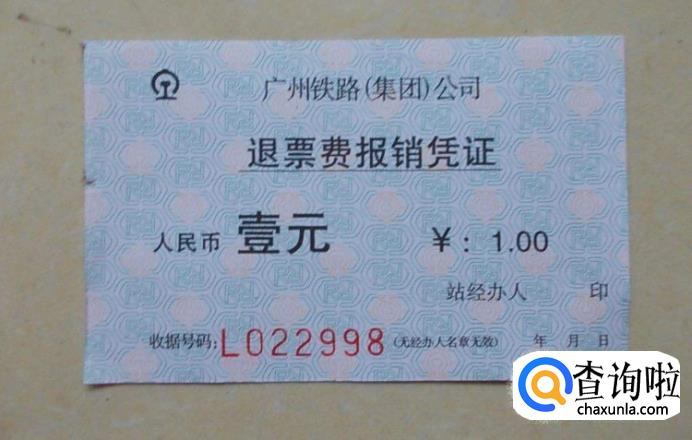 广州铁路(集团)公司
退票费报销凭证
人民币 壹元 ¥: 1.00
站经办人 印
收据号码: L022998 (无经办人名章无效) 年 月 日
查询啦
chaxunla.com